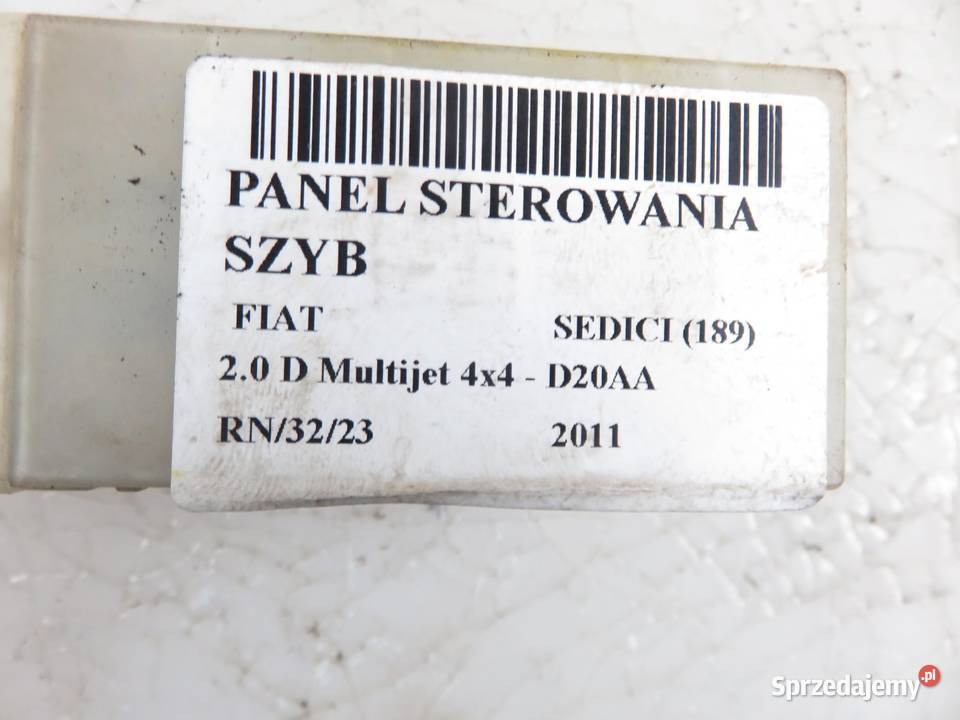 PANEL STEROWANIA
SZYB
FIAT SEDICI (189)
2.0 D Multijet 4x4 - D20AA
RN/32/23 2011
Sprzedajemy.pl